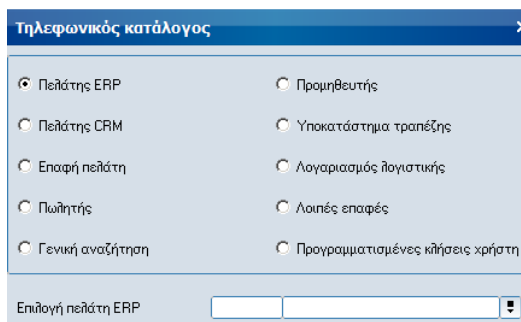 Τηλεφωνικός κατάλογος
Πελάτης ERP
Προμηθευτής
Πελάτης CRM
Υποκατάστημα τραπέζης
Επαφή πελάτη
Λογαριασμός λογιστικής
Πωλητής
Λοιπές επαφές
Γενική αναζήτηση
Προγραμματισμένες κλήσεις χρήστη
Επιλογή πελάτη ERP